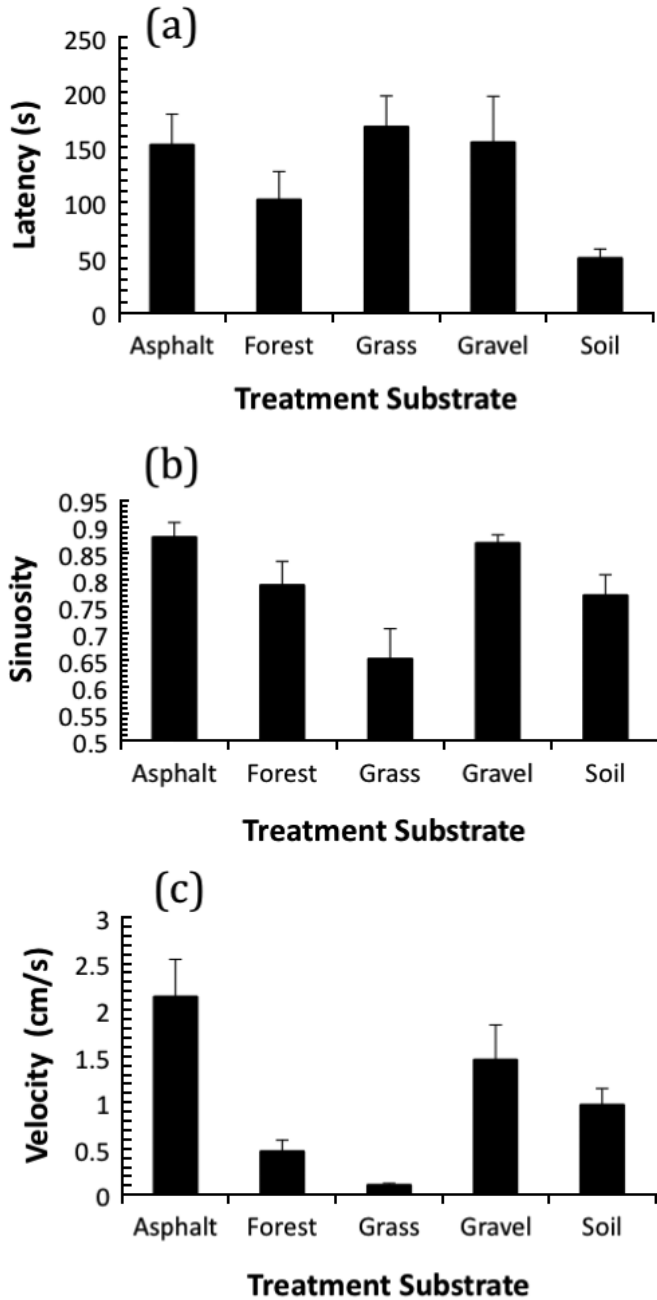 (a)
Latency (s)
250
200
150
100
50
0
Asphalt Forest Grass Gravel Soil
Treatment Substrate
(b)
Sinuosity
0.95
0.9
0.85
0.8
0.75
0.7
0.65
0.6
0.55
0.5
Asphalt Forest Grass Gravel Soil
Treatment Substrate
(c)
Velocity (cm/s)
3
2.5
2
1.5
1
0.5
0
Asphalt Forest Grass Gravel Soil
Treatment Substrate